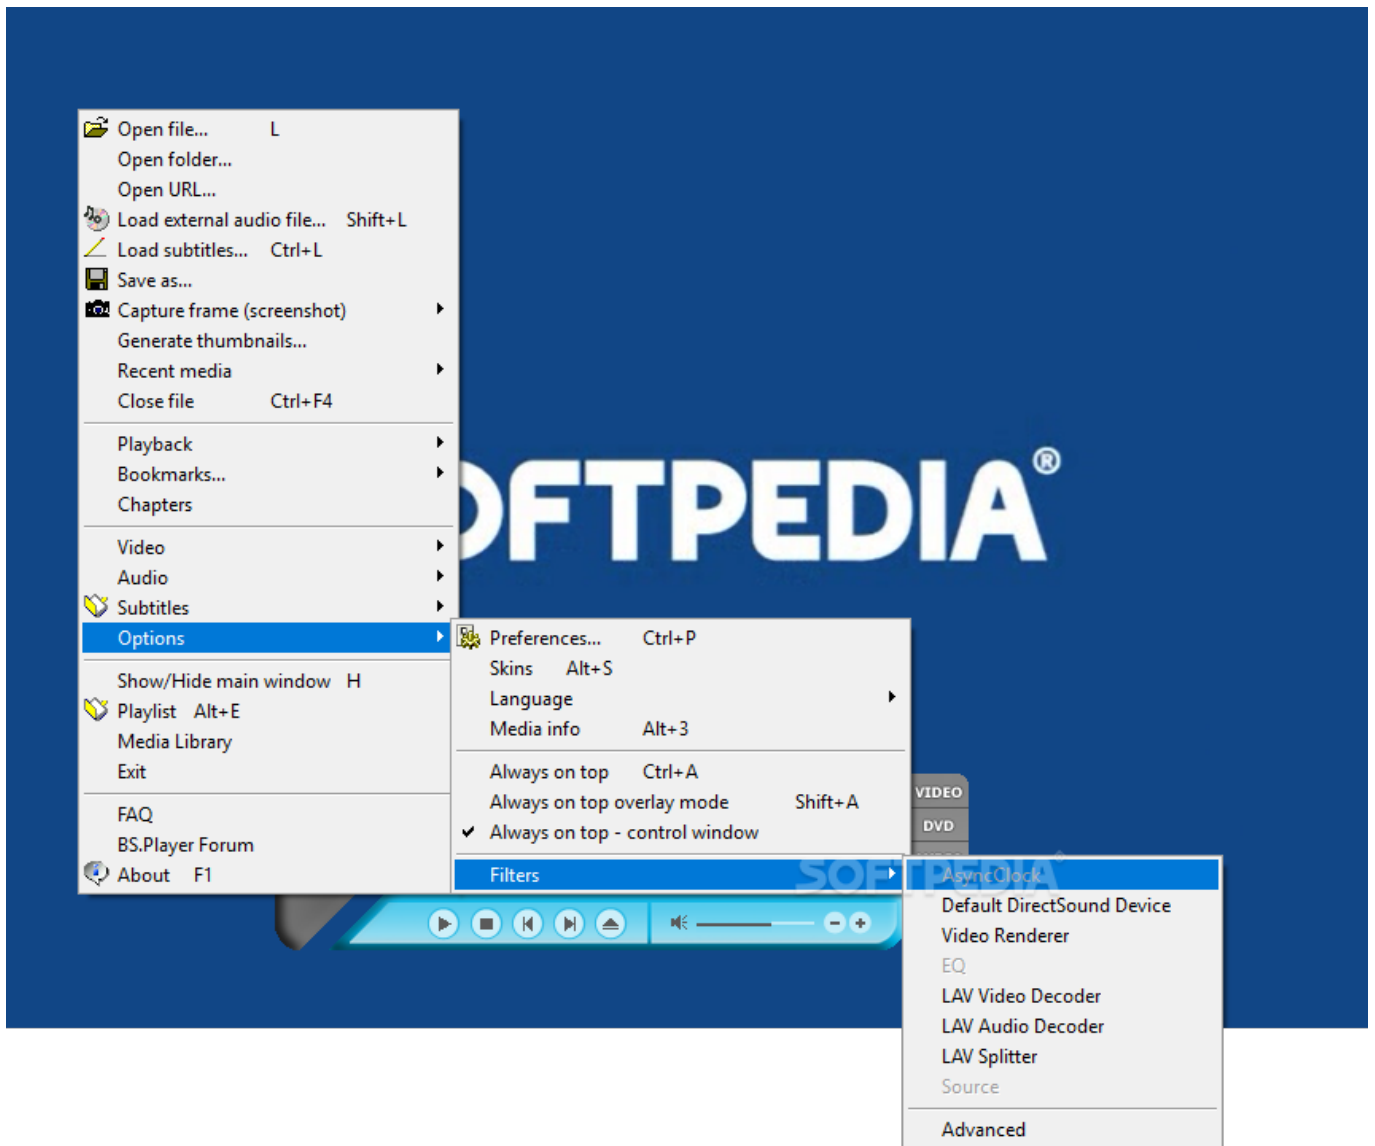 Open file... L
Open folder...
Open URL...
Load external audio file... Shift+L
Load subtitles... Ctrl+L
Save as...
Capture frame (screenshot)
Generate thumbnails...
Recent media
Close file Ctrl+F4
Playback
Bookmarks...
Chapters
Video
Audio
Subtitles
Options
Show/Hide main window H
Playlist Alt+E
Media Library
Exit
FAQ
BS.Player Forum
About F1
OFTPEDIA®
Preferences... Ctrl+P
Skins Alt+S
Language
Media info Alt+3
Always on top Ctrl+A
Always on top overlay mode Shift+A
Always on top - control window
Filters
VIDEO
DVD
SOFTPEDIA®
AsyncClock
Default DirectSound Device
Video Renderer
EQ
LAV Video Decoder
LAV Audio Decoder
LAV Splitter
Source
Advanced